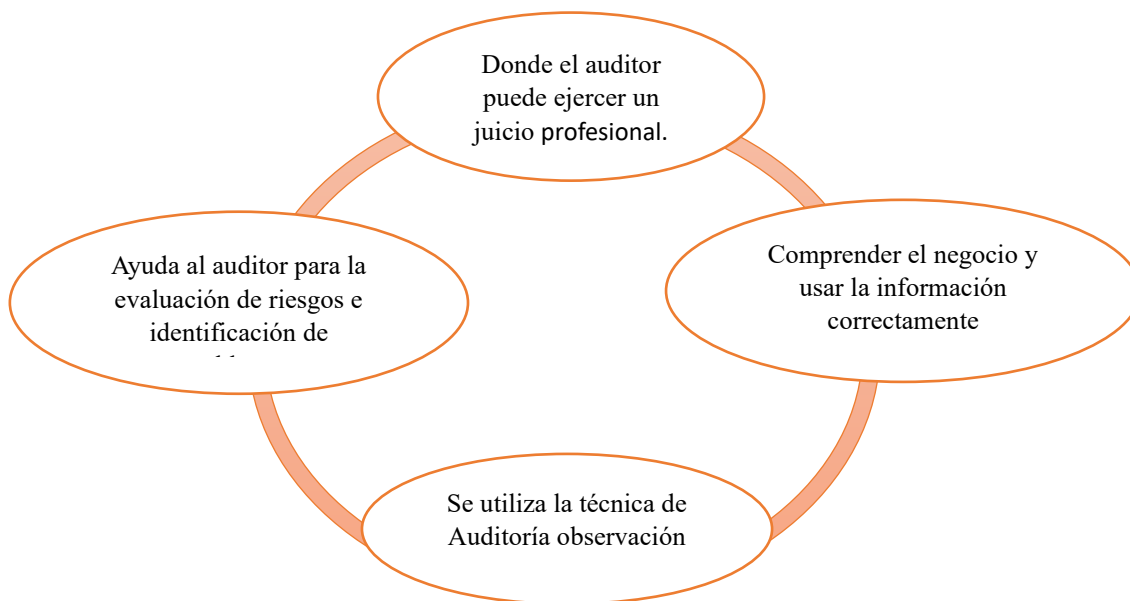 Donde el auditor
puede ejercer un
juicio profesional.
Ayuda al auditor para la
evaluación de riesgos e
identificación de
Comprender el negocio y
usar la información
correctamente
Se utiliza la técnica de
Auditoría observación